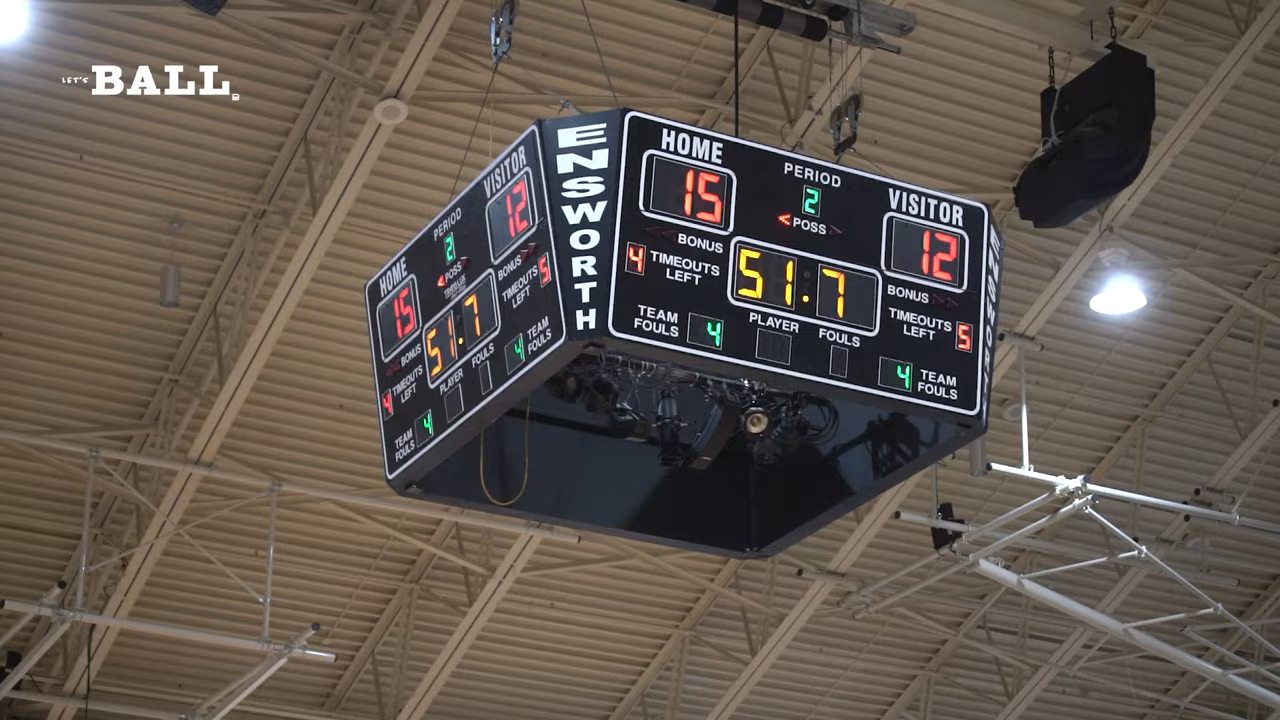 LET'S BALL
HOME
15
PERIOD
2
< POSS >
VISITOR
12
BONUS
4
TIMEOUTS
LEFT
51.7
BONUS
TIMEOUTS
LEFT
5
TEAM
FOULS
4
PLAYER
FOULS
4
TEAM
FOULS
ENSWORTH
HOME
15
PERIOD
2
< POSS >
VISITOR
12
BONUS
4
TIMEOUTS
LEFT
51.7
BONUS
TIMEOUTS
LEFT
5
TEAM
FOULS
4
PLAYER
FOULS
4
TEAM
FOULS
ENSWORTH